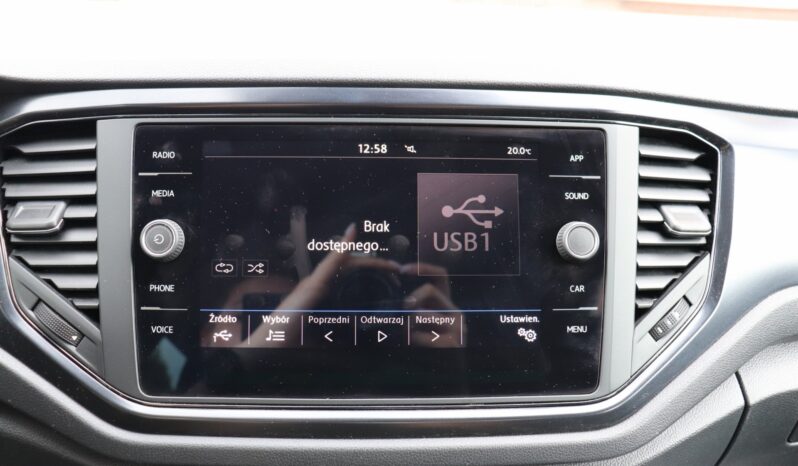 RADIO
MEDIA
PHONE
VOICE
12:58
20.0°C
Brak
dostępnego...
USB1
Źródło
Wybór
Poprzedni
Odtwarzaj
Następny
Ustawien.
APP
SOUND
CAR
MENU